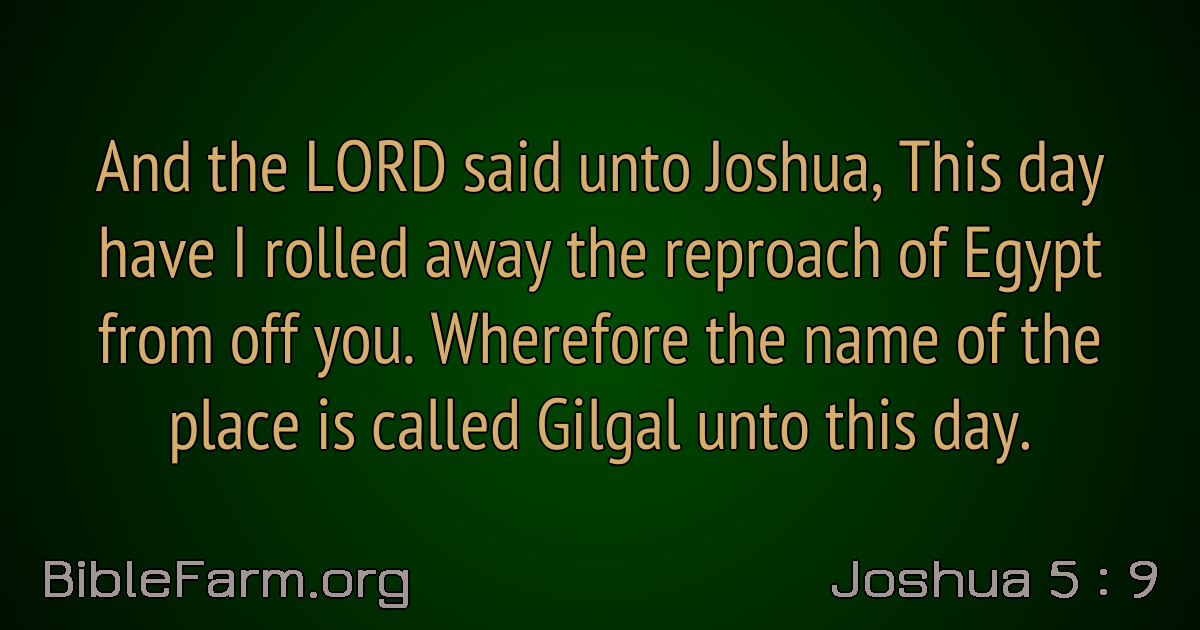 And the LORD said unto Joshua, This day
have I rolled away the reproach of Egypt
from off you. Wherefore the name of the
place is called Gilgal unto this day.
BibleFarm.org
Joshua 5 : 9